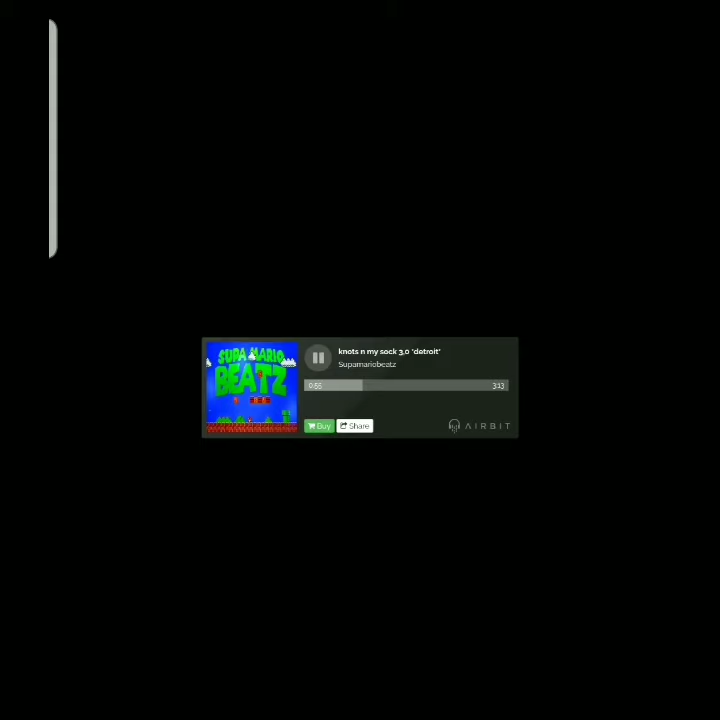 SUPA MARIO
BEATZ
knots n my sock 3.0 "detroit"
Supamariobeatz
0:55 3:13
Buy Share
AIRBIT